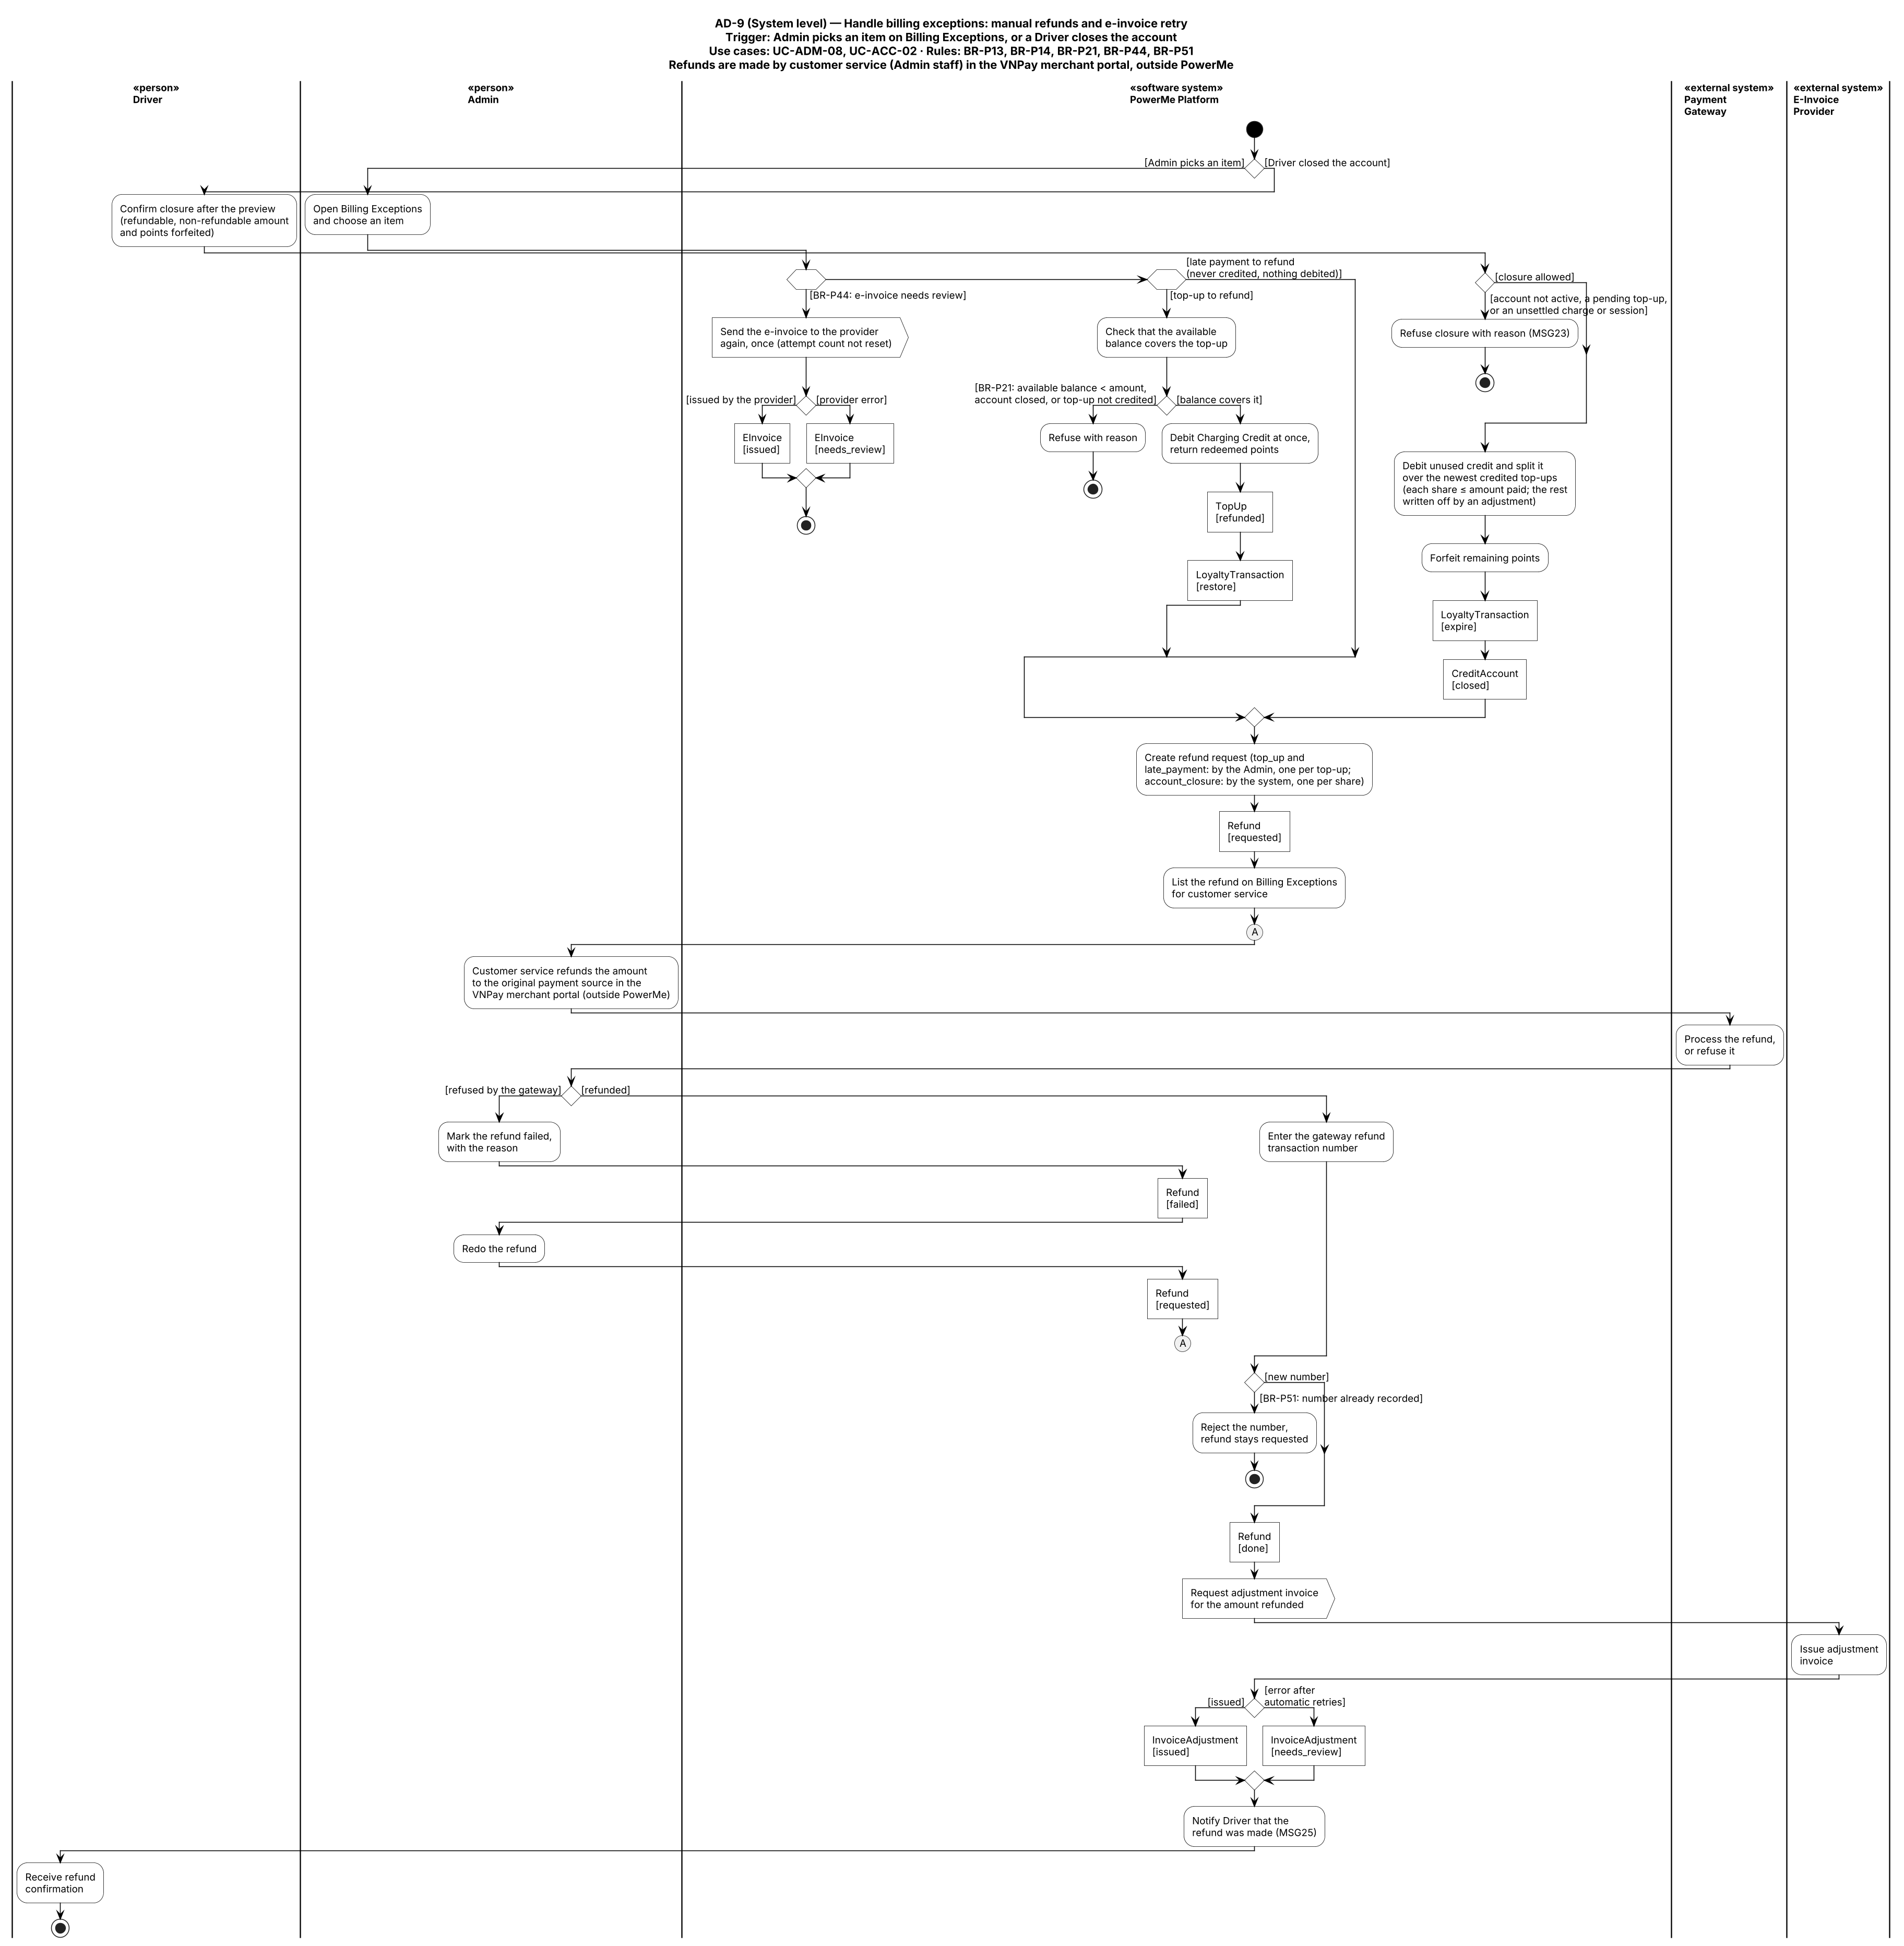 AD-9 (System level) — Handle billing exceptions: manual refunds and e-invoice retry
Trigger: Admin picks an item on Billing Exceptions, or a Driver closes the account
Use cases: UC-ADM-08, UC-ACC-02 · Rules: BR-P13, BR-P14, BR-P21, BR-P44, BR-P51
Refunds are made by customer service (Admin staff) in the VNPay merchant portal, outside PowerMe
«person»
Driver
«person»
Admin
«software system»
PowerMe Platform
«external system»
Payment
Gateway
«external system»
E-Invoice
Provider
[Admin picks an item]
[Driver closed the account]
Confirm closure after the preview
(refundable, non-refundable amount
and points forfeited)
Open Billing Exceptions
and choose an item
[BR-P44: e-invoice needs review]
Send the e-invoice to the provider
again, once (attempt count not reset)
[issued by the provider]
[provider error]
EInvoice
[issued]
EInvoice
[needs_review]
[late payment to refund
(never credited, nothing debited)]
[top-up to refund]
Check that the available
balance covers the top-up
[BR-P21: available balance < amount,
account closed, or top-up not credited]
[balance covers it]
Refuse with reason
Debit Charging Credit at once,
return redeemed points
TopUp
[refunded]
LoyaltyTransaction
[restore]
[closure allowed]
[account not active, a pending top-up,
or an unsettled charge or session]
Refuse closure with reason (MSG23)
Debit unused credit and split it
over the newest credited top-ups
(each share ≤ amount paid; the rest
written off by an adjustment)
Forfeit remaining points
LoyaltyTransaction
[expire]
CreditAccount
[closed]
Create refund request (top_up and
late_payment: by the Admin, one per top-up;
account_closure: by the system, one per share)
Refund
[requested]
List the refund on Billing Exceptions
for customer service
A
Customer service refunds the amount
to the original payment source in the
VNPay merchant portal (outside PowerMe)
Process the refund,
or refuse it
[refused by the gateway]
[refunded]
Mark the refund failed,
with the reason
Enter the gateway refund
transaction number
Refund
[failed]
Redo the refund
Refund
[requested]
A
[new number]
[BR-P51: number already recorded]
Reject the number,
refund stays requested
Refund
[done]
Request adjustment invoice
for the amount refunded
Issue adjustment
invoice
[issued]
[error after
automatic retries]
InvoiceAdjustment
[issued]
InvoiceAdjustment
[needs_review]
Notify Driver that the
refund was made (MSG25)
Receive refund
confirmation